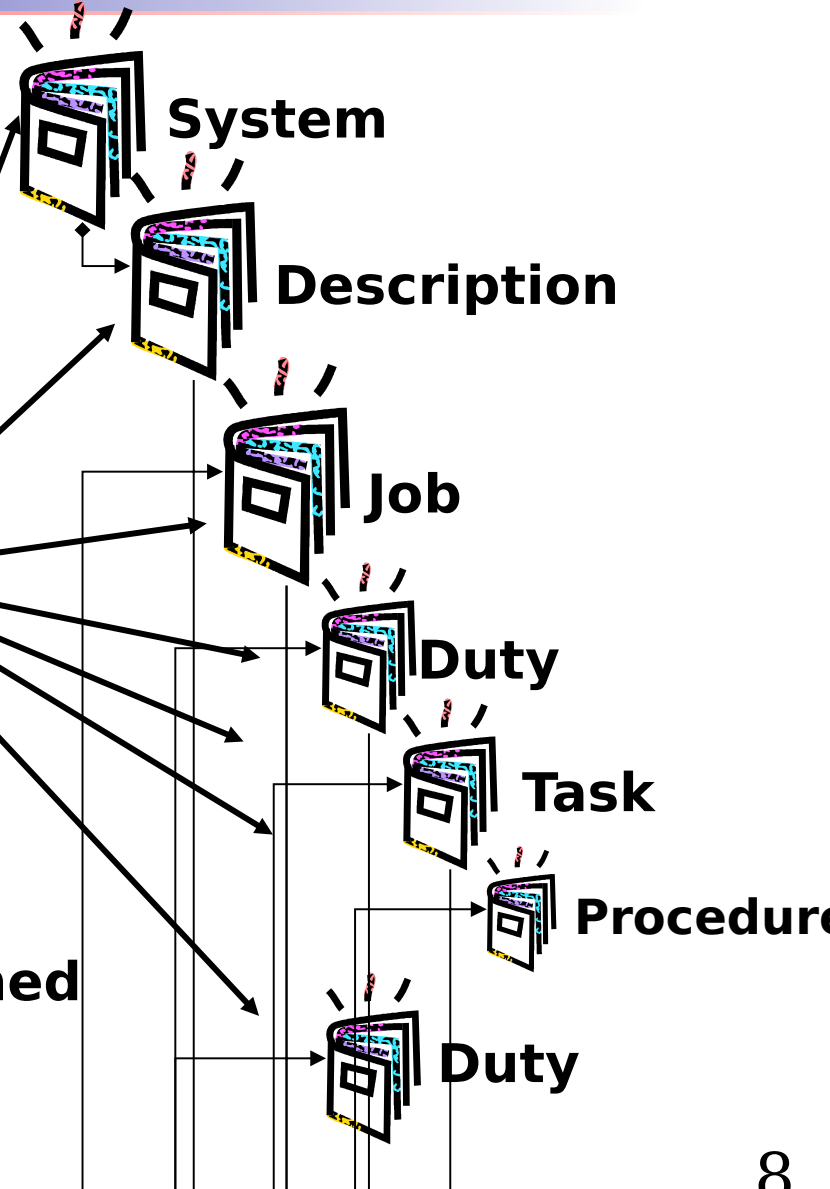 System
Description
Job
Duty
Task
Procedure
ned
Duty
8